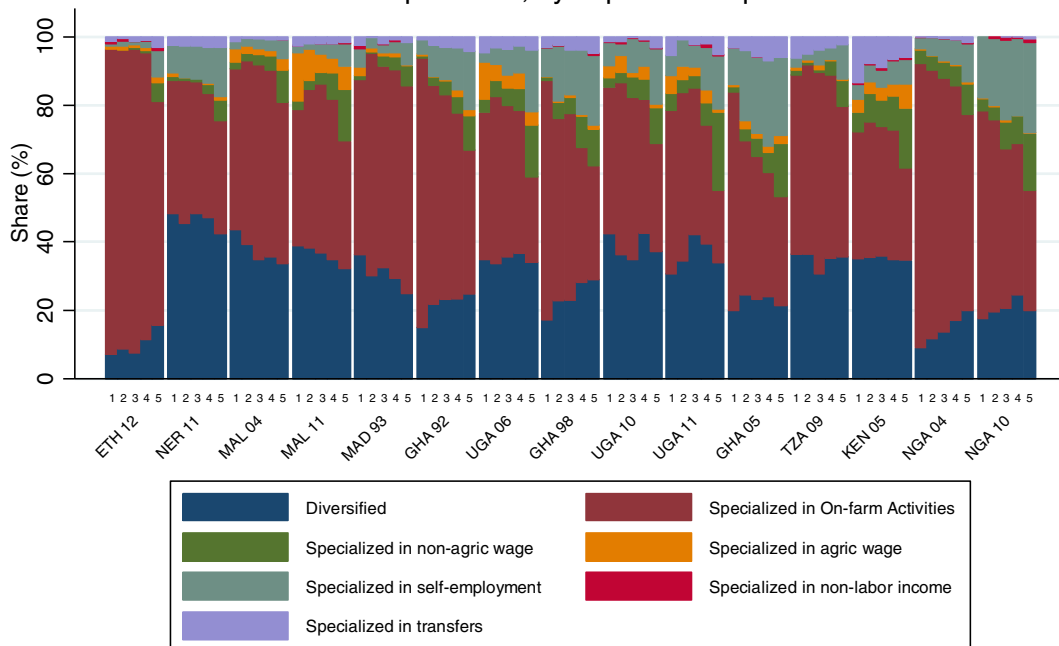 100
80
60
40
20
0
Share (%)
1 2 3 4 5 1 2 3 4 5 1 2 3 4 5 1 2 3 4 5 1 2 3 4 5 1 2 3 4 5 1 2 3 4 5 1 2 3 4 5 1 2 3 4 5 1 2 3 4 5 1 2 3 4 5 1 2 3 4 5 1 2 3 4 5 1 2 3 4 5 1 2 3 4 5
ETH 12
NER 11
MAL 04
MAL 11
MAD 93
GHA 92
UGA 06
GHA 98
UGA 10
UGA 11
GHA 05
TZA 09
KEN 05
NGA 04
NGA 10
Diversified
Specialized in On-farm Activities
Specialized in non-agric wage
Specialized in agric wage
Specialized in self-employment
Specialized in non-labor income
Specialized in transfers